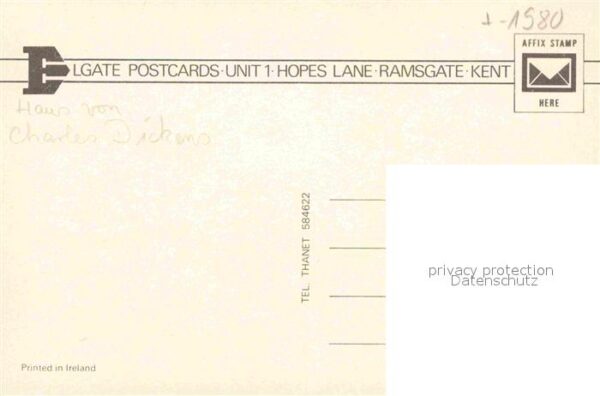 1-1980
ELGATE POSTCARDS·UNIT 1·HOPES LANE·RAMSGATE·KENT
AFFIX STAMP
HERE
Haus von
Charles Dickens
TEL. THANET 584622
privacy protection
Datenschutz
Printed in Ireland